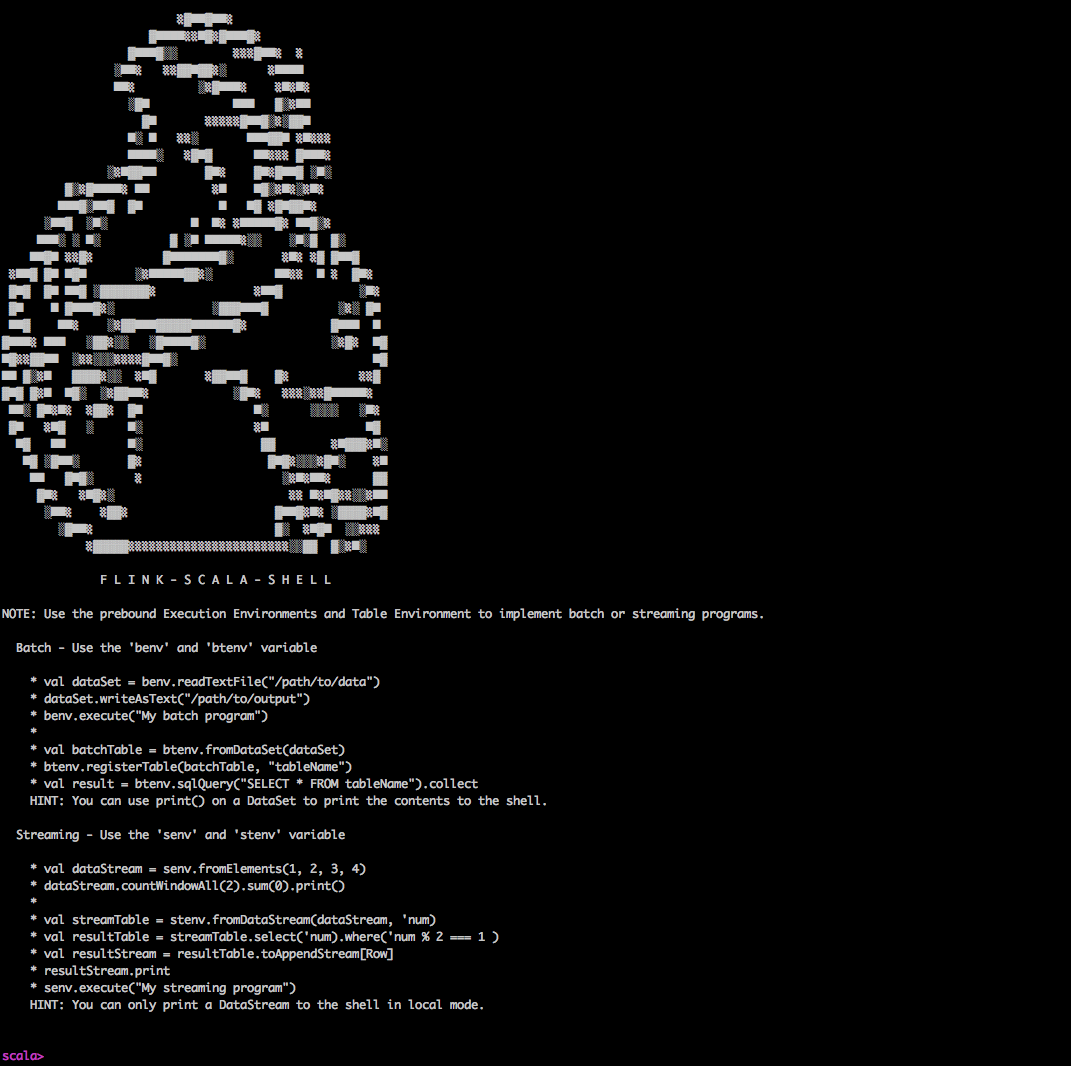 F L I N K - S C A L A - S H E L L
NOTE: Use the prebound Execution Environments and Table Environment to implement batch or streaming programs.
Batch - Use the 'benv' and 'btenv' variable
* val dataSet = benv.readTextFile("/path/to/data")
* dataSet.writeAsText("/path/to/output")
* benv.execute("My batch program")
*
* val batchTable = btenv.fromDataSet(dataSet)
* btenv.registerTable(batchTable, "tableName")
* val result = btenv.sqlQuery("SELECT * FROM tableName").collect
HINT: You can use print() on a DataSet to print the contents to the shell.
Streaming - Use the 'senv' and 'stenv' variable
* val dataStream = senv.fromElements(1, 2, 3, 4)
* dataStream.countWindowAll(2).sum(0).print()
*
* val streamTable = stenv.fromDataStream(dataStream, 'num)
* val resultTable = streamTable.select('num).where('num % 2 === 1 )
* val resultStream = resultTable.toAppendStream[Row]
* resultStream.print
* senv.execute("My streaming program")
HINT: You can only print a DataStream to the shell in local mode.
scala>